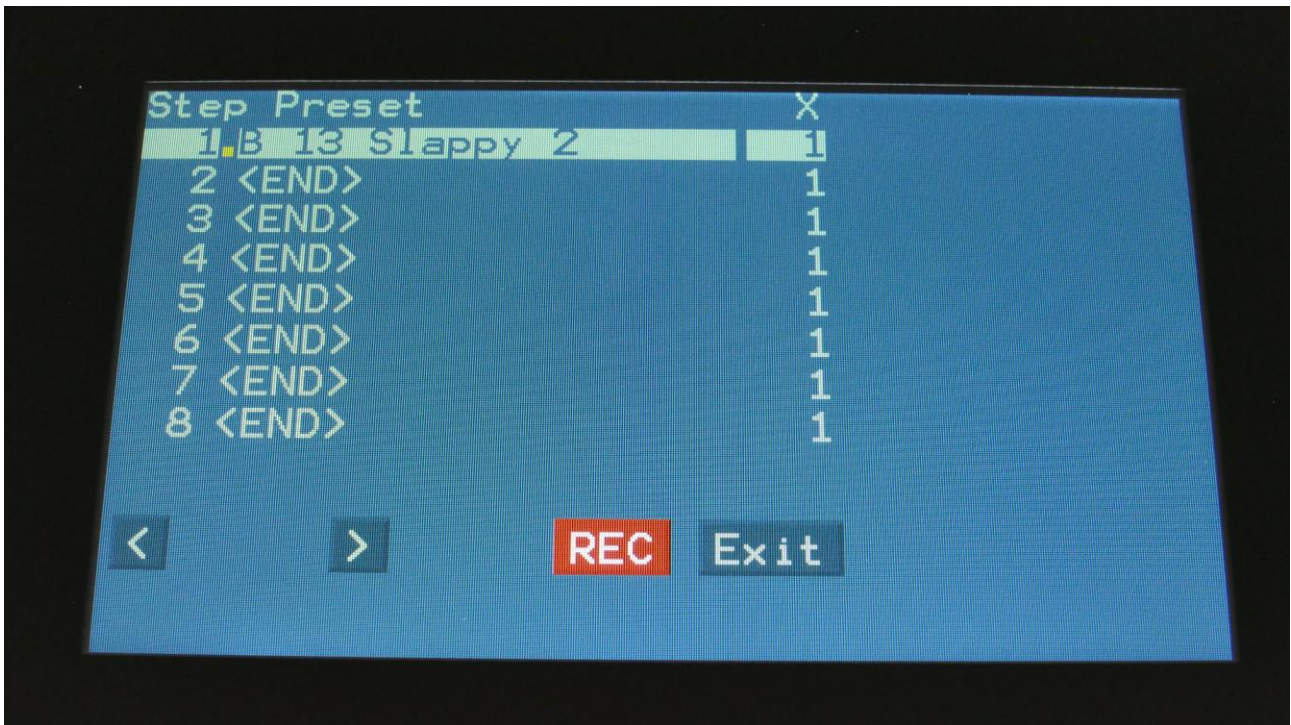 Step Preset X
1 B 13 Slappy 2 1
2 <END> 1
3 <END> 1
4 <END> 1
5 <END> 1
6 <END> 1
7 <END> 1
8 <END> 1
< > REC Exit